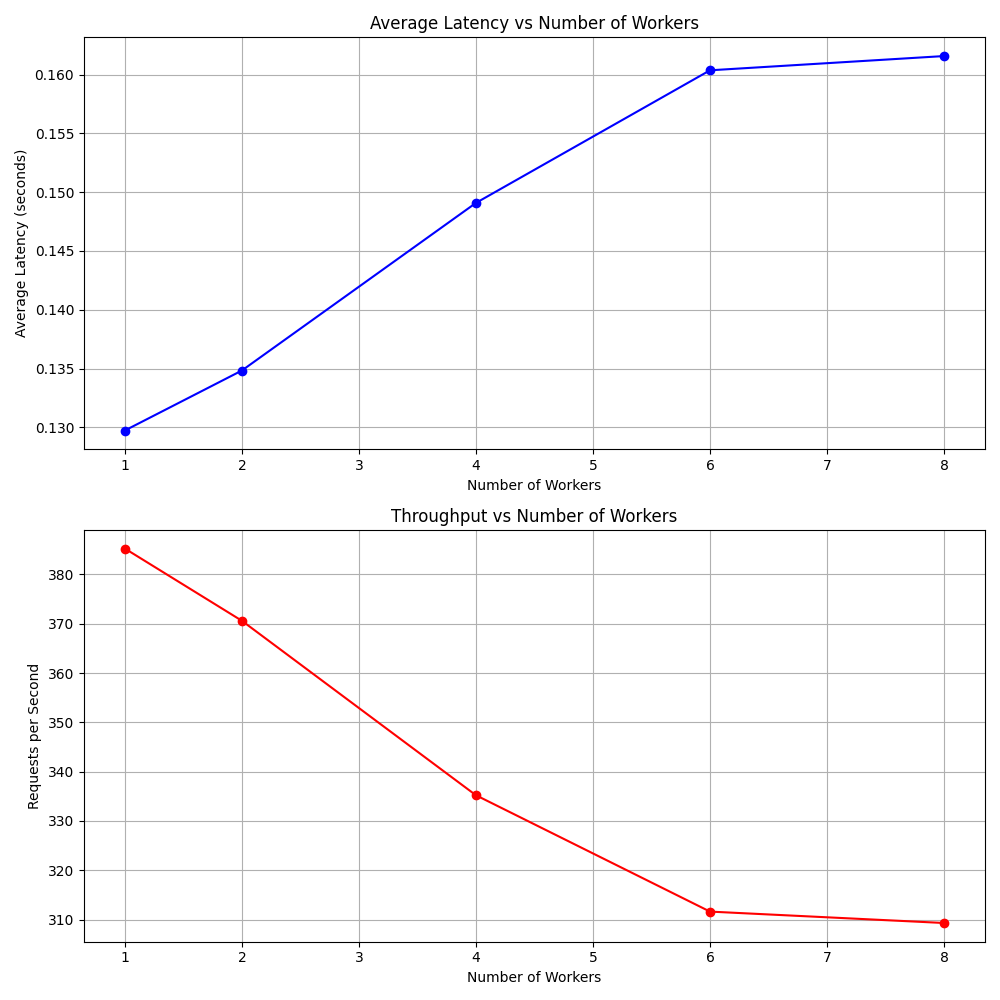 Average Latency vs Number of Workers
Average Latency (seconds)
0.160
0.155
0.150
0.145
0.140
0.135
0.130
1 2 3 4 5 6 7 8
Number of Workers
Throughput vs Number of Workers
Requests per Second
380
370
360
350
340
330
320
310
1 2 3 4 5 6 7 8
Number of Workers